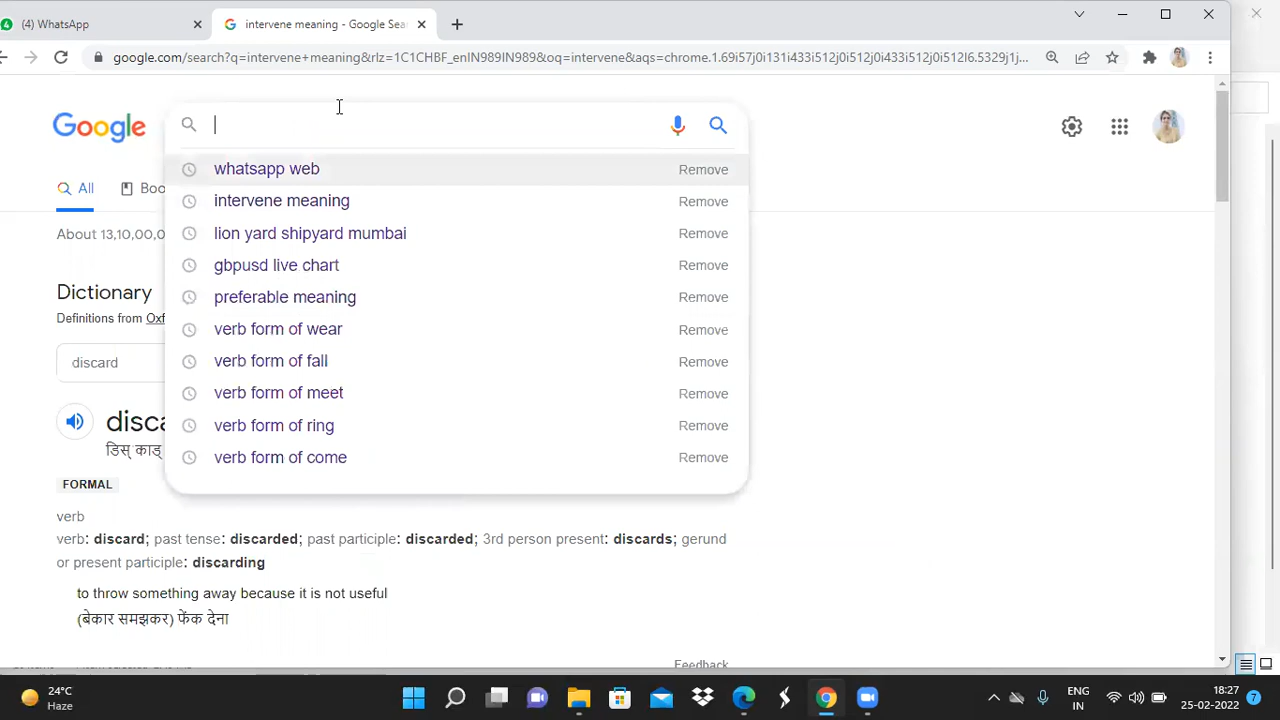 (4) WhatsApp
intervene meaning - Google Sea
google.com/search?q=intervene+meaning&rlz=1C1CHBF_enIN989IN989&oq=intervene&aqs=chrome.1.69i57j0i131i433i512j0i512j0i433i512j0i512l6.5329j1j...
Google
whatsapp web Remove
intervene meaning Remove
lion yard shipyard mumbai Remove
gbpusd live chart Remove
preferable meaning Remove
verb form of wear Remove
verb form of fall Remove
verb form of meet Remove
verb form of ring Remove
verb form of come Remove
All Boo
About 13,10,00,0
Dictionary
Definitions from Oxf
discard
disca
डिस् काड्
FORMAL
verb
verb: discard; past tense: discarded; past participle: discarded; 3rd person present: discards; gerund
or present participle: discarding
to throw something away because it is not useful
(बेकार समझकर) फेंक देना
Feedback
24°C
Haze
ENG
IN
18:27
25-02-2022
7